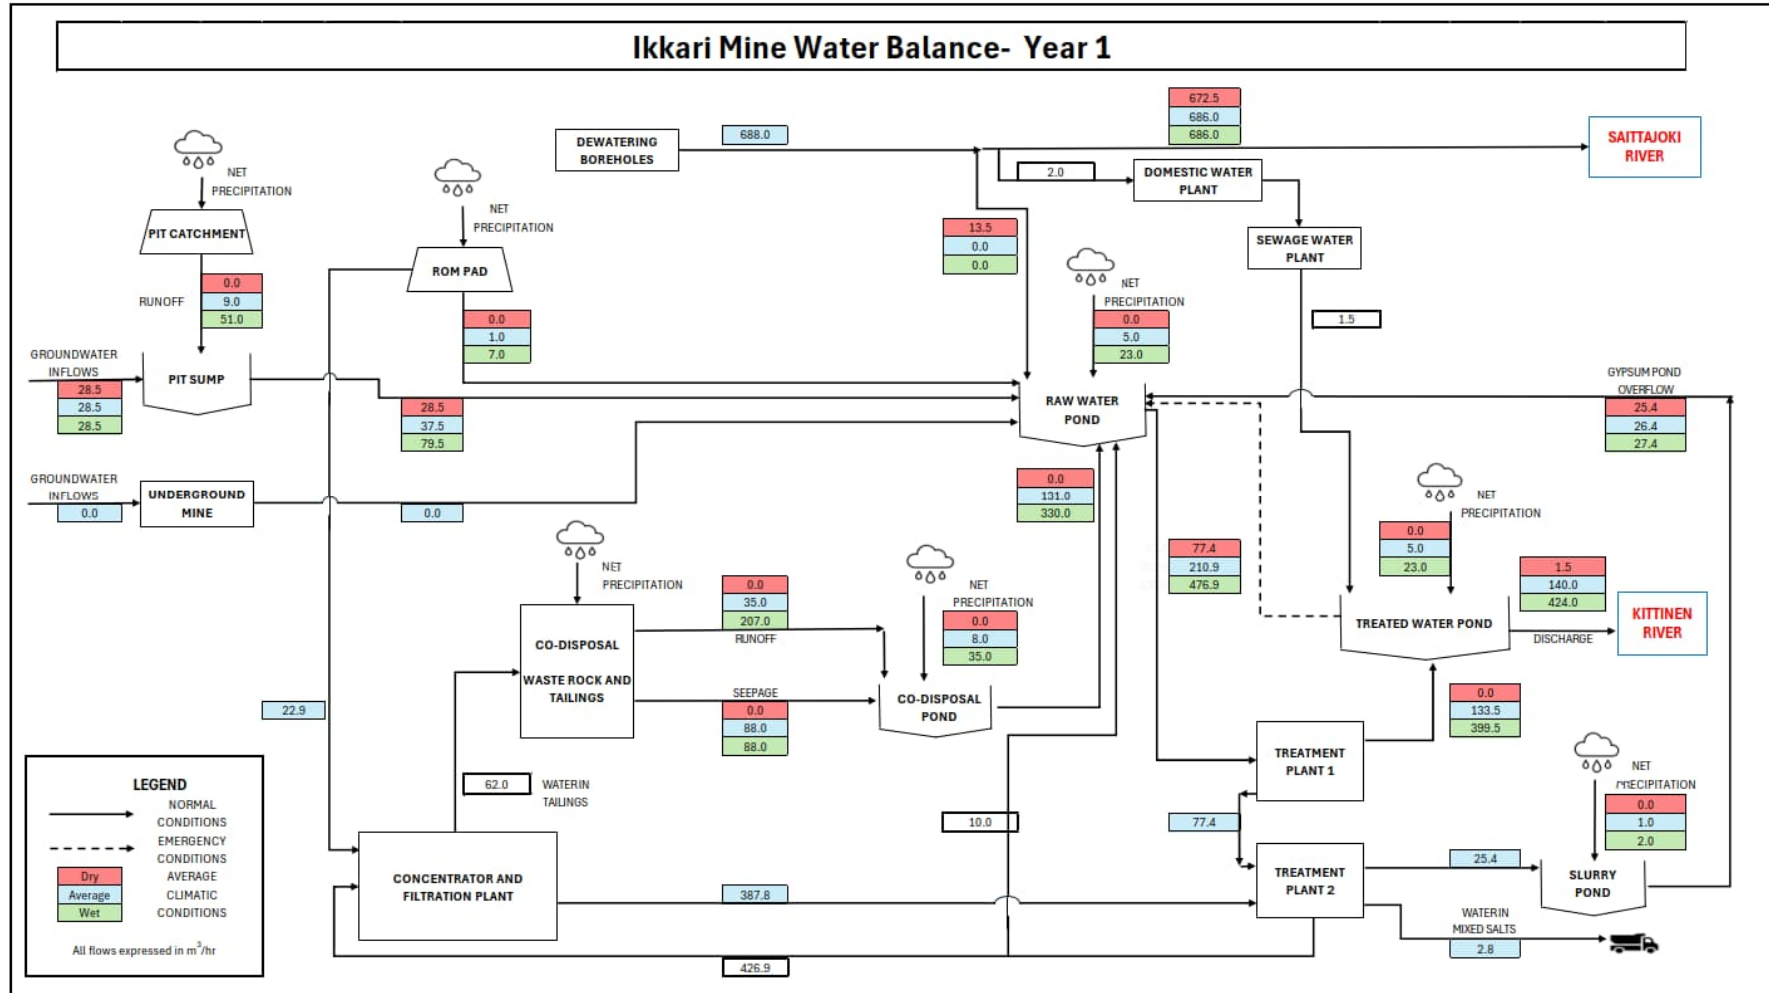 Ikkari Mine Water Balance- Year 1
672.5
686.0
686.0
DEWATERING
BOREHOLES
688.0
SAITTAJOKI
RIVER
2.0
DOMESTIC WATER
PLANT
NET
PRECIPITATION
PIT CATCHMENT
NET
PRECIPITATION
ROM PAD
13.5
0.0
0.0
SEWAGE WATER
PLANT
RUNOFF
0.0
9.0
51.0
0.0
1.0
7.0
NET
PRECIPITATION
0.0
5.0
23.0
1.5
GROUNDWATER
INFLOWS
28.5
28.5
28.5
PIT SUMP
28.5
37.5
79.5
RAW WATER
POND
GYPSUM POND
OVERFLOW
25.4
26.4
27.4
GROUNDWATER
INFLOWS
0.0
UNDERGROUND
MINE
0.0
0.0
131.0
330.0
NET
PRECIPITATION
0.0
5.0
23.0
77.4
210.9
476.9
1.5
140.0
424.0
NET
PRECIPITATION
0.0
35.0
207.0
RUNOFF
NET
PRECIPITATION
0.0
8.0
35.0
TREATED WATER POND
DISCHARGE
KITTINEN
RIVER
CO-DISPOSAL
WASTE ROCK AND
TAILINGS
SEEPAGE
0.0
88.0
88.0
CO-DISPOSAL
POND
0.0
133.5
399.5
22.9
62.0
WATER IN
TAILINGS
TREATMENT
PLANT 1
NET
PRECIPITATION
0.0
1.0
2.0
10.0
77.4
LEGEND
NORMAL
CONDITIONS
EMERGENCY
CONDITIONS
Dry
Average
Wet
AVERAGE
CLIMATIC
CONDITIONS
All flows expressed in m³/hr
CONCENTRATOR AND
FILTRATION PLANT
387.8
TREATMENT
PLANT 2
25.4
SLURRY
POND
WATER IN
MIXED SALTS
2.8
426.9